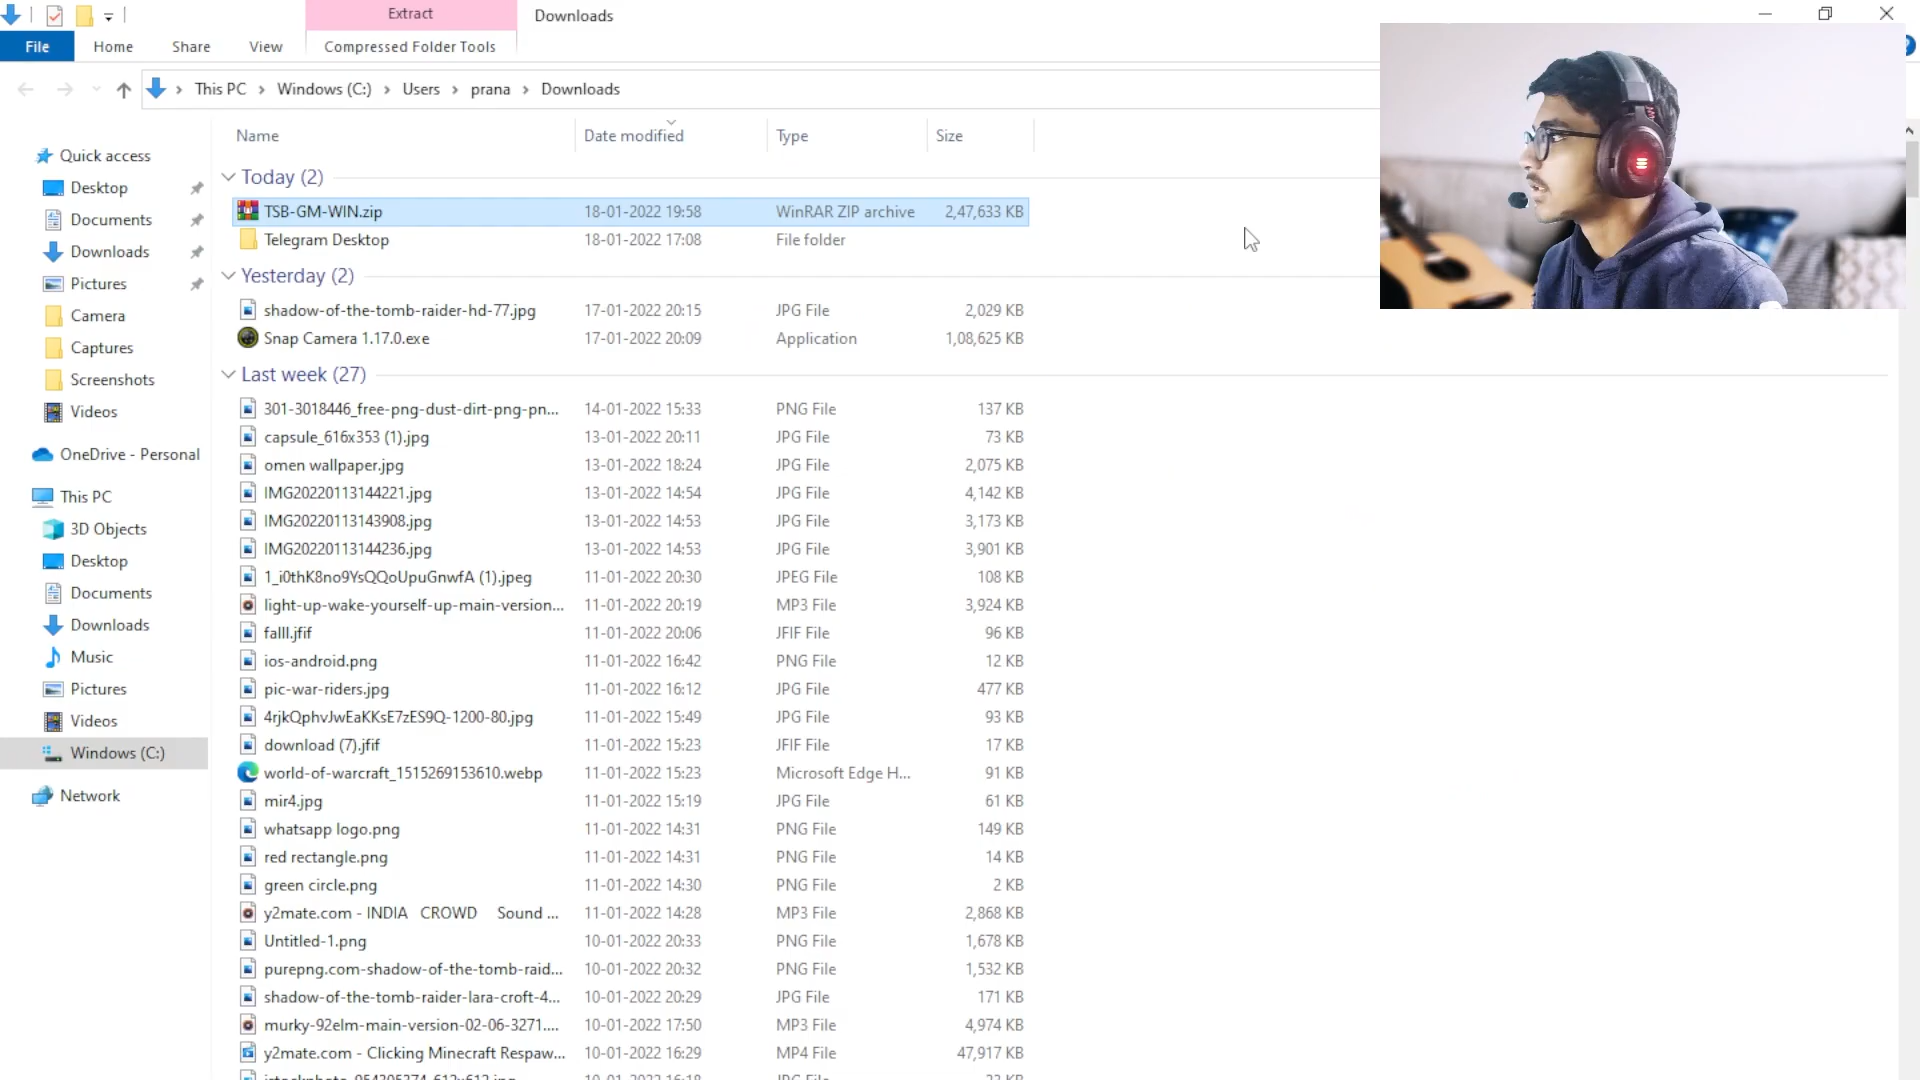 Extract
Downloads
File
Home
Share
View
Compressed Folder Tools
This PC
Windows (C:)
Users
prana
Downloads
Name
Date modified
Type
Size
Quick access
Desktop
Documents
Downloads
Pictures
Camera
Captures
Screenshots
Videos
OneDrive - Personal
This PC
3D Objects
Desktop
Documents
Downloads
Music
Pictures
Videos
Windows (C:)
Network
Today (2)
TSB-GM-WIN.zip 18-01-2022 19:58 WinRAR ZIP archive 2,47,633 KB
Telegram Desktop 18-01-2022 17:08 File folder
Yesterday (2)
shadow-of-the-tomb-raider-hd-77.jpg 17-01-2022 20:15 JPG File 2,029 KB
Snap Camera 1.17.0.exe 17-01-2022 20:09 Application 1,08,625 KB
Last week (27)
301-3018446_free-png-dust-dirt-png-pn... 14-01-2022 15:33 PNG File 137 KB
capsule_616x353 (1).jpg 13-01-2022 20:11 JPG File 73 KB
omen wallpaper.jpg 13-01-2022 18:24 JPG File 2,075 KB
IMG20220113144221.jpg 13-01-2022 14:54 JPG File 4,142 KB
IMG20220113143908.jpg 13-01-2022 14:53 JPG File 3,173 KB
IMG20220113144236.jpg 13-01-2022 14:53 JPG File 3,901 KB
1_i0thK8no9YsQQoUpuGnwfA (1).jpeg 11-01-2022 20:30 JPEG File 108 KB
light-up-wake-yourself-up-main-version... 11-01-2022 20:19 MP3 File 3,924 KB
falll.jfif 11-01-2022 20:06 JFIF File 96 KB
ios-android.png 11-01-2022 16:42 PNG File 12 KB
pic-war-riders.jpg 11-01-2022 16:12 JPG File 477 KB
4rjkQphvJwEaKKsE7zES9Q-1200-80.jpg 11-01-2022 15:49 JPG File 93 KB
download (7).jfif 11-01-2022 15:23 JFIF File 17 KB
world-of-warcraft_1515269153610.webp 11-01-2022 15:23 Microsoft Edge H... 91 KB
mir4.jpg 11-01-2022 15:19 JPG File 61 KB
whatsapp logo.png 11-01-2022 14:31 PNG File 149 KB
red rectangle.png 11-01-2022 14:31 PNG File 14 KB
green circle.png 11-01-2022 14:30 PNG File 2 KB
y2mate.com - INDIA CROWD Sound ... 11-01-2022 14:28 MP3 File 2,868 KB
Untitled-1.png 10-01-2022 20:33 PNG File 1,678 KB
purepng.com-shadow-of-the-tomb-raid... 10-01-2022 20:32 PNG File 1,532 KB
shadow-of-the-tomb-raider-lara-croft-4... 10-01-2022 20:29 JPG File 171 KB
murky-92elm-main-version-02-06-3271.... 10-01-2022 17:50 MP3 File 4,974 KB
y2mate.com - Clicking Minecraft Respaw... 10-01-2022 16:29 MP4 File 47,917 KB